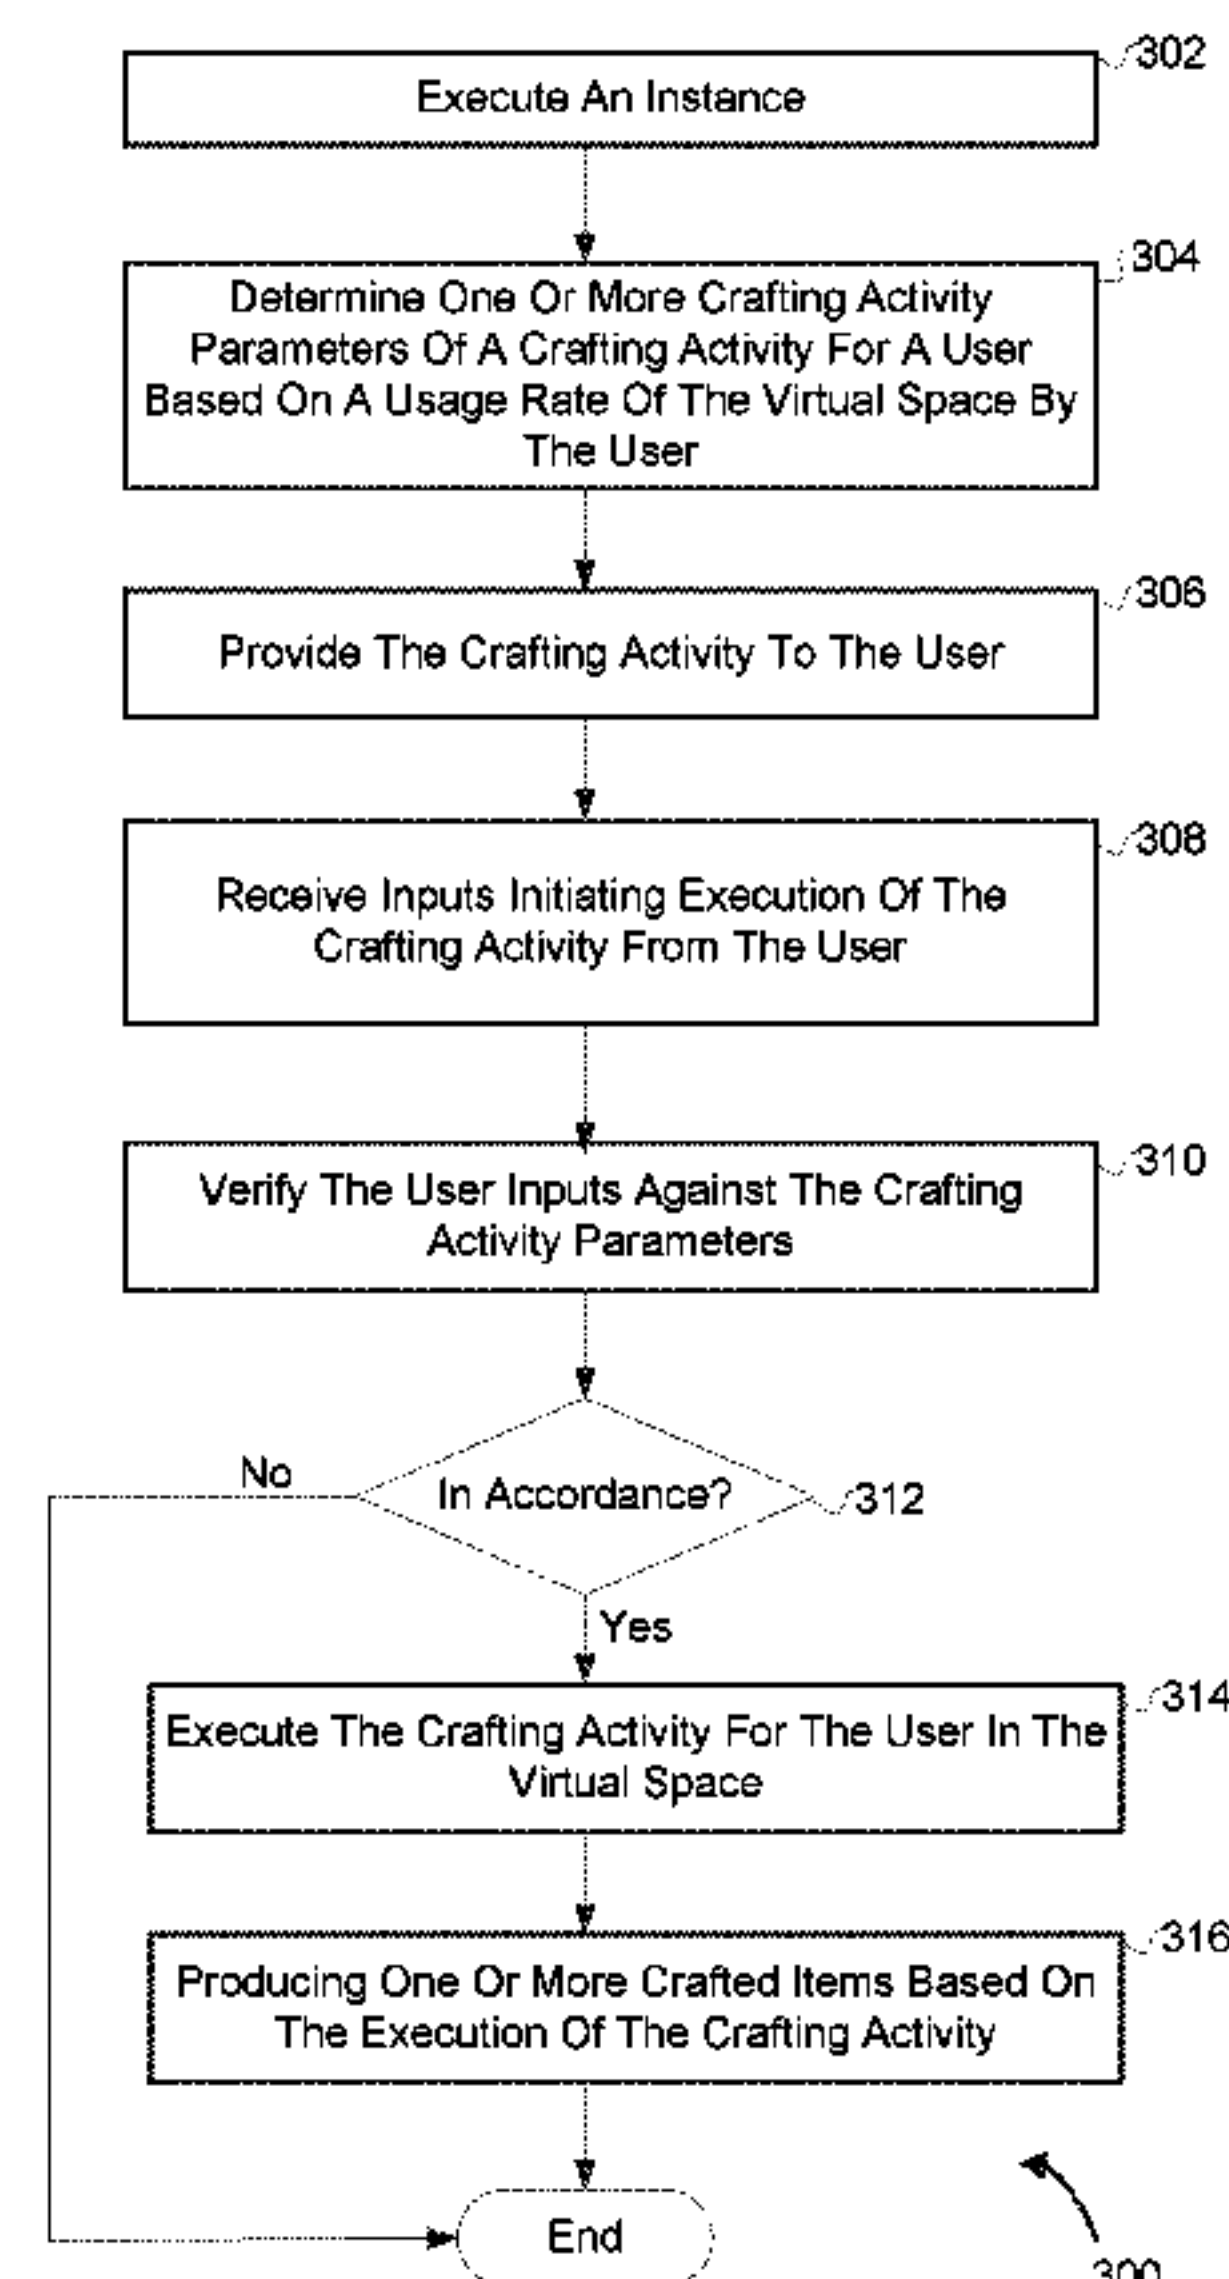 302
Execute An Instance
304
Determine One Or More Crafting Activity
Parameters Of A Crafting Activity For A User
Based On A Usage Rate Of The Virtual Space By
The User
306
Provide The Crafting Activity To The User
308
Receive Inputs Initiating Execution Of The
Crafting Activity From The User
310
Verify The User Inputs Against The Crafting
Activity Parameters
No
In Accordance?
312
Yes
314
Execute The Crafting Activity For The User In The
Virtual Space
316
Producing One Or More Crafted Items Based On
The Execution Of The Crafting Activity
End
300